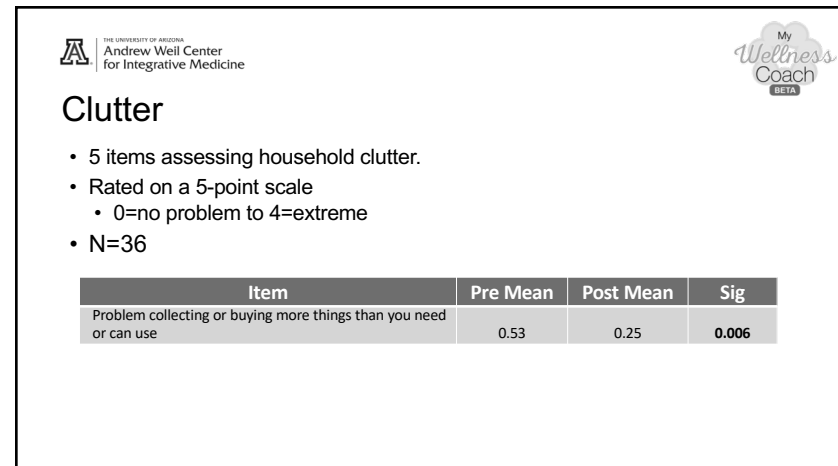 THE UNIVERSITY OF ARIZONA
Andrew Weil Center
for Integrative Medicine
My
Wellness
Coach
BETA
Clutter
• 5 items assessing household clutter.
• Rated on a 5-point scale
• 0=no problem to 4=extreme
• N=36
Item Pre Mean Post Mean Sig
Problem collecting or buying more things than you need
or can use 0.53 0.25 0.006